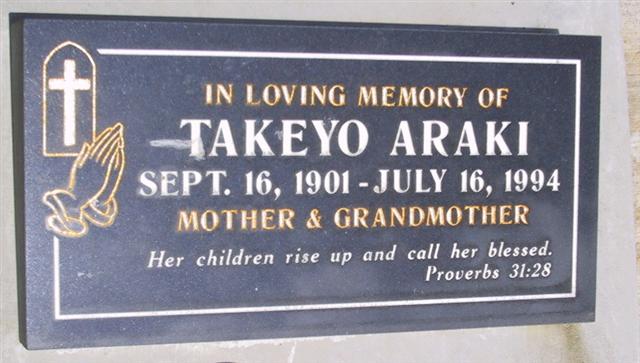 IN LOVING MEMORY OF
TAKEYO ARAKI
SEPT. 16, 1901 - JULY 16, 1994
MOTHER & GRANDMOTHER
Her children rise up and call her blessed.
Proverbs 31:28